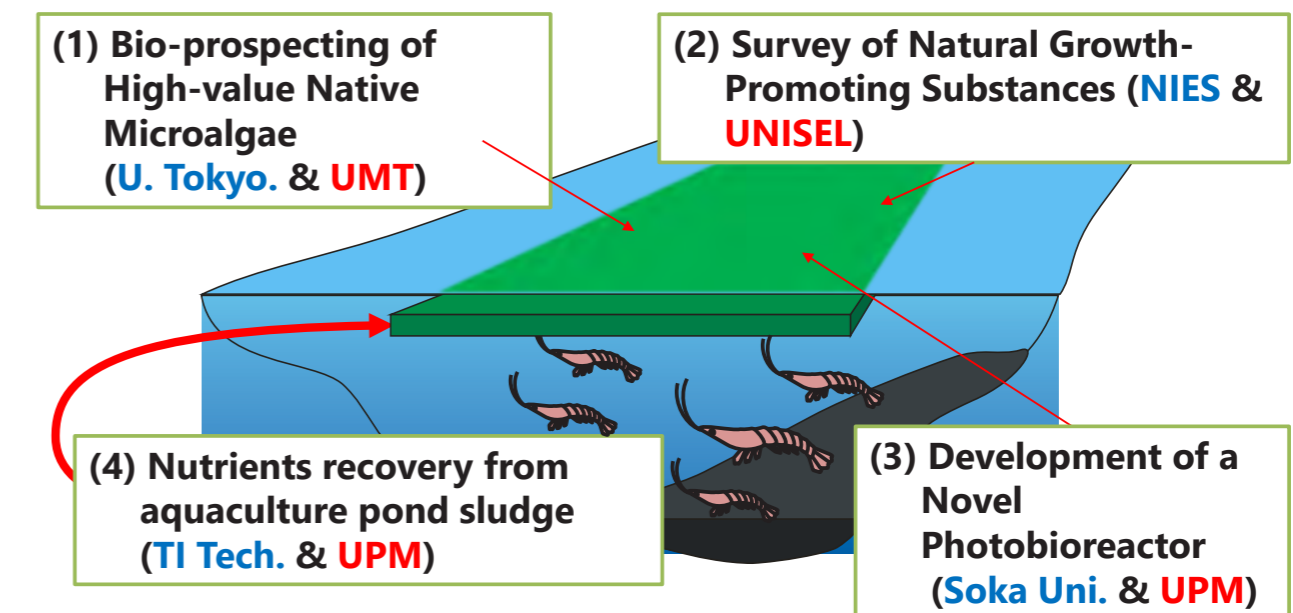 (1) Bio-prospecting of
High-value Native
Microalgae
(U. Tokyo. & UMT)
(2) Survey of Natural Growth-
Promoting Substances (NIES &
UNISEL)
(4) Nutrients recovery from
aquaculture pond sludge
(TI Tech. & UPM)
(3) Development of a
Novel
Photobioreactor
(Soka Uni. & UPM)